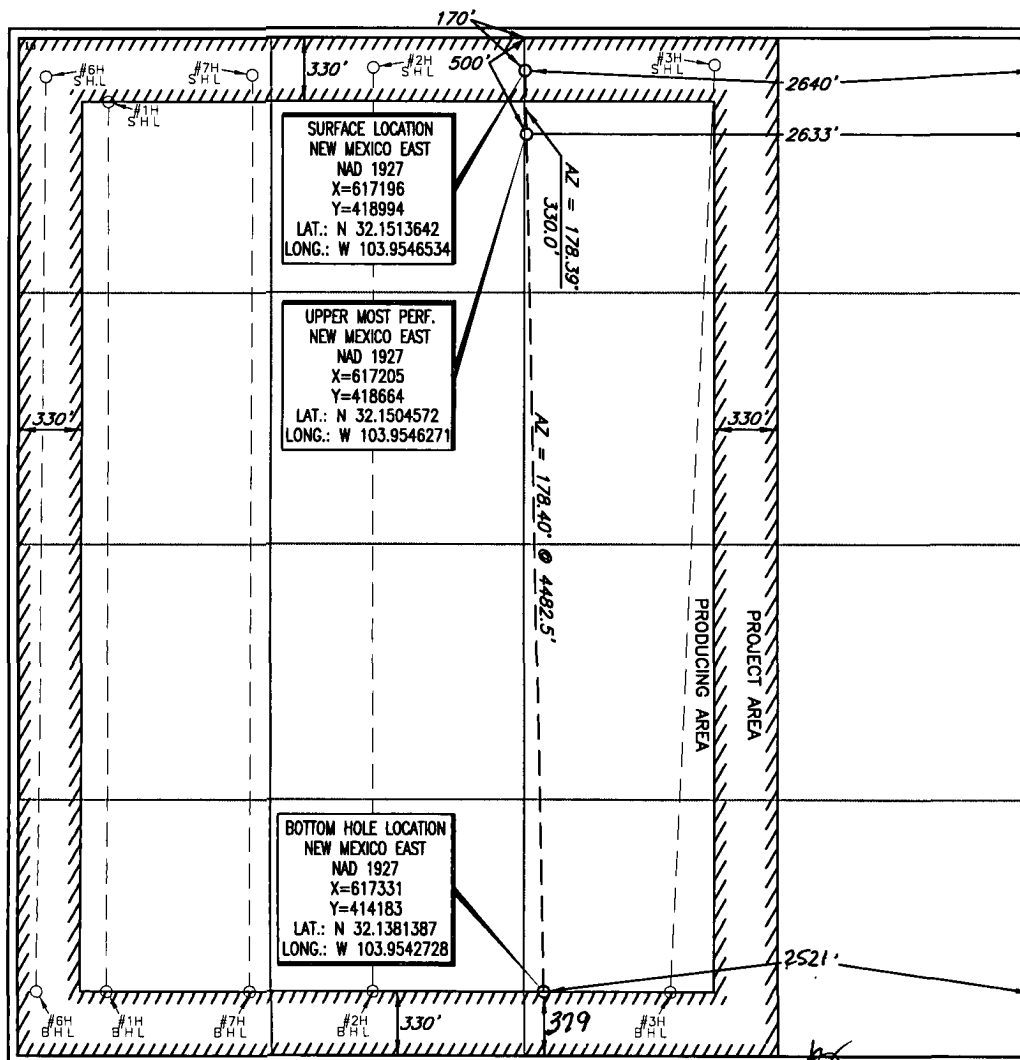 170'
#6H
SHL
#7H
SHL
#2H
SHL
#3H
SHL
330'
500'
2640'
#1H
SHL
2633'
SURFACE LOCATION
NEW MEXICO EAST
NAD 1927
X=617196
Y=418994
LAT.: N 32.1513642
LONG.: W 103.9546534
AZ = 178.39°
330.0'
UPPER MOST PERF.
NEW MEXICO EAST
NAD 1927
X=617205
Y=418664
LAT.: N 32.1504572
LONG.: W 103.9546271
330'
330'
AZ = 178.40° @ 4482.5'
PRODUCING AREA
PROJECT AREA
BOTTOM HOLE LOCATION
NEW MEXICO EAST
NAD 1927
X=617331
Y=414183
LAT.: N 32.1381387
LONG.: W 103.9542728
2521'
#6H
BHL
#1H
BHL
#7H
BHL
#2H
BHL
330'
379
#3H
BHL